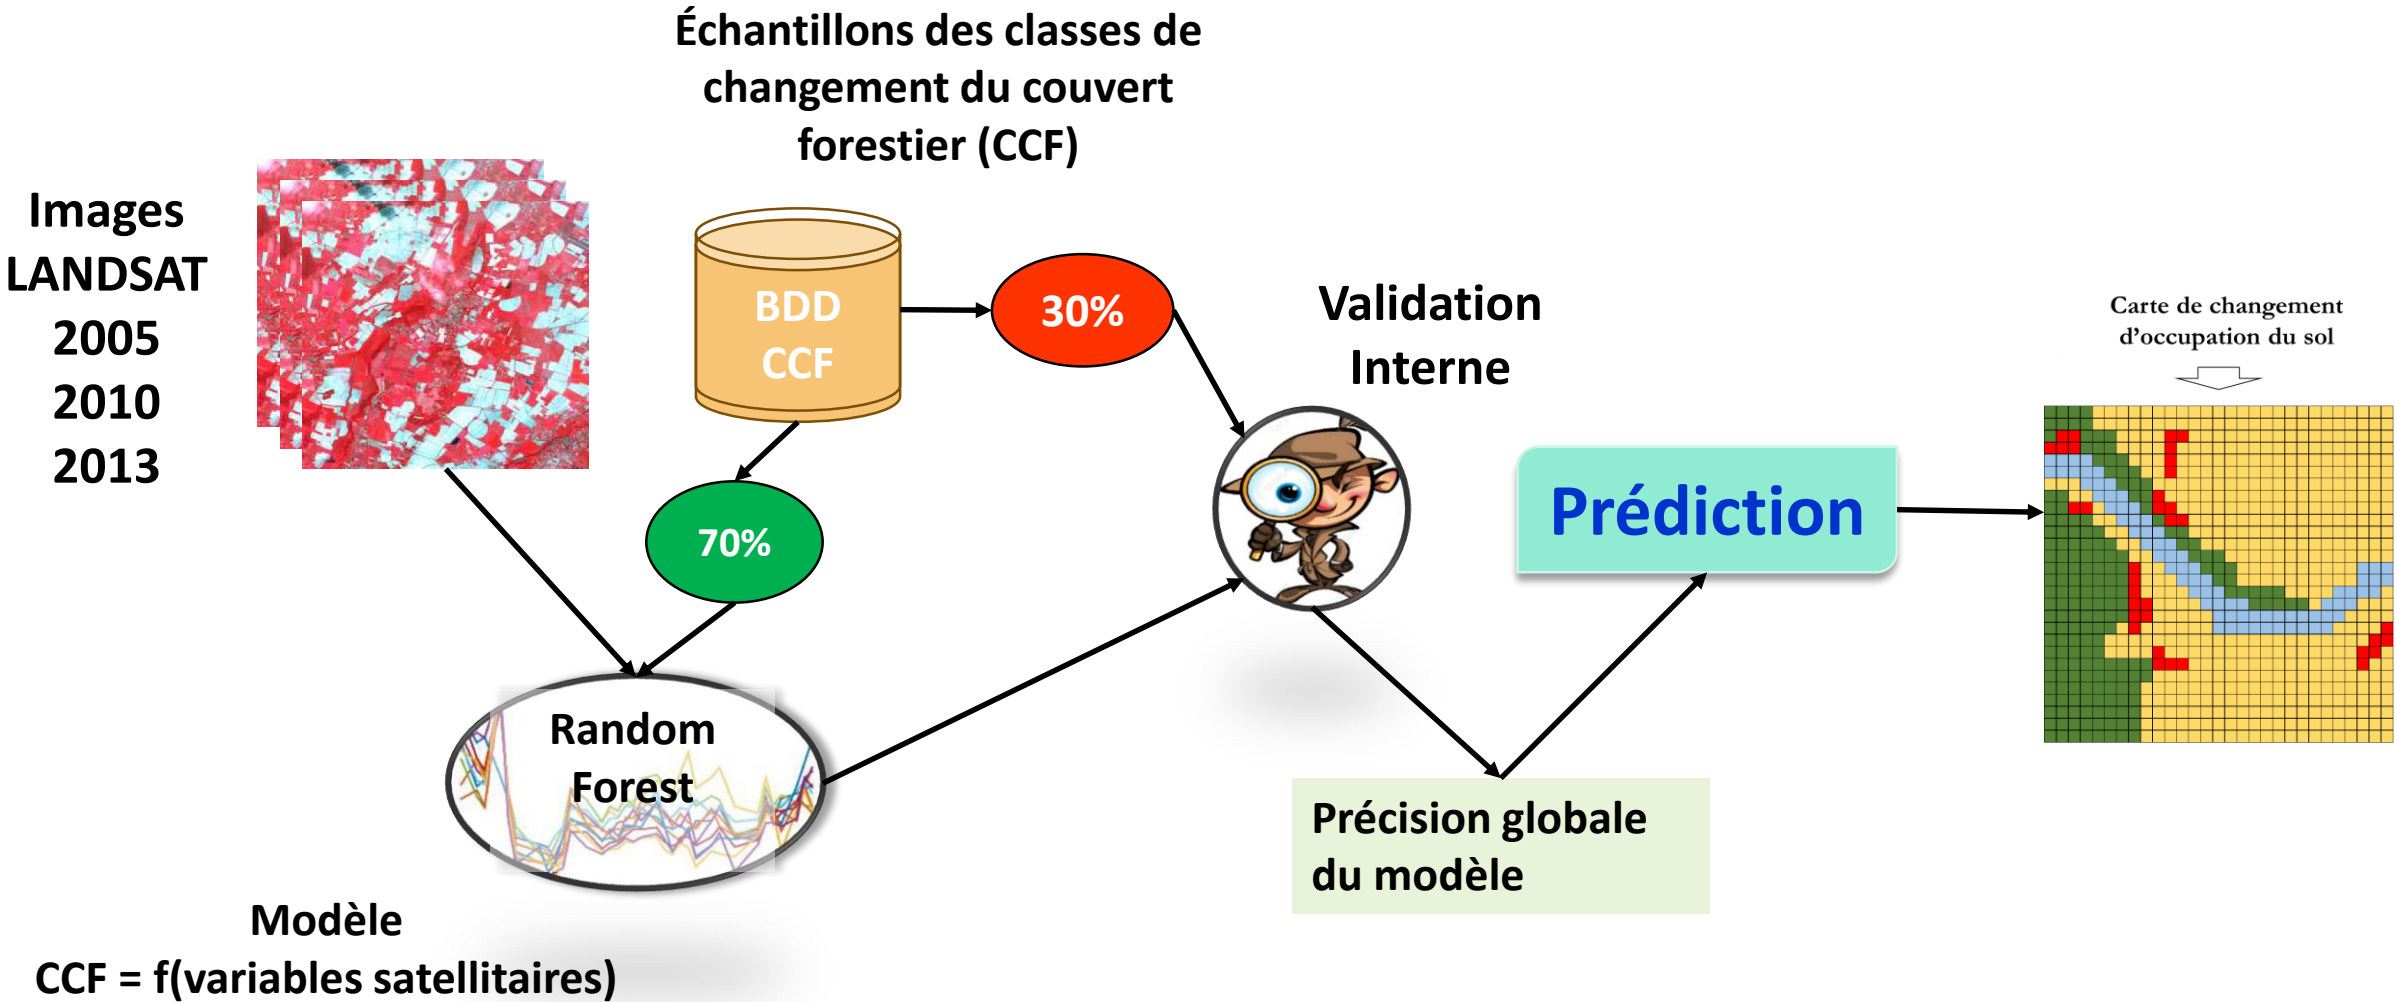 Échantillons des classes de
changement du couvert
forestier (CCF)
Images
LANDSAT
2005
2010
2013
BDD
CCF
30%
70%
Validation
Interne
Random
Forest
Modèle
CCF = f(variables satellitaires)
Précision globale
du modèle
Prédiction
Carte de changement
d’occupation du sol